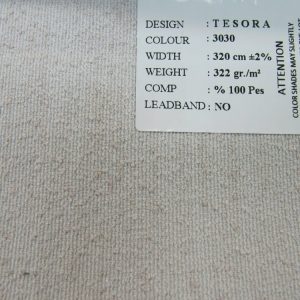 DESIGN : TESORA
COLOUR : 3030
WIDTH : 320 cm ±2%
WEIGHT : 322 gr./m²
COMP : % 100 Pes
LEADBAND : NO
ATTENTION
COLOR SHADES MAY SLIGHTLY